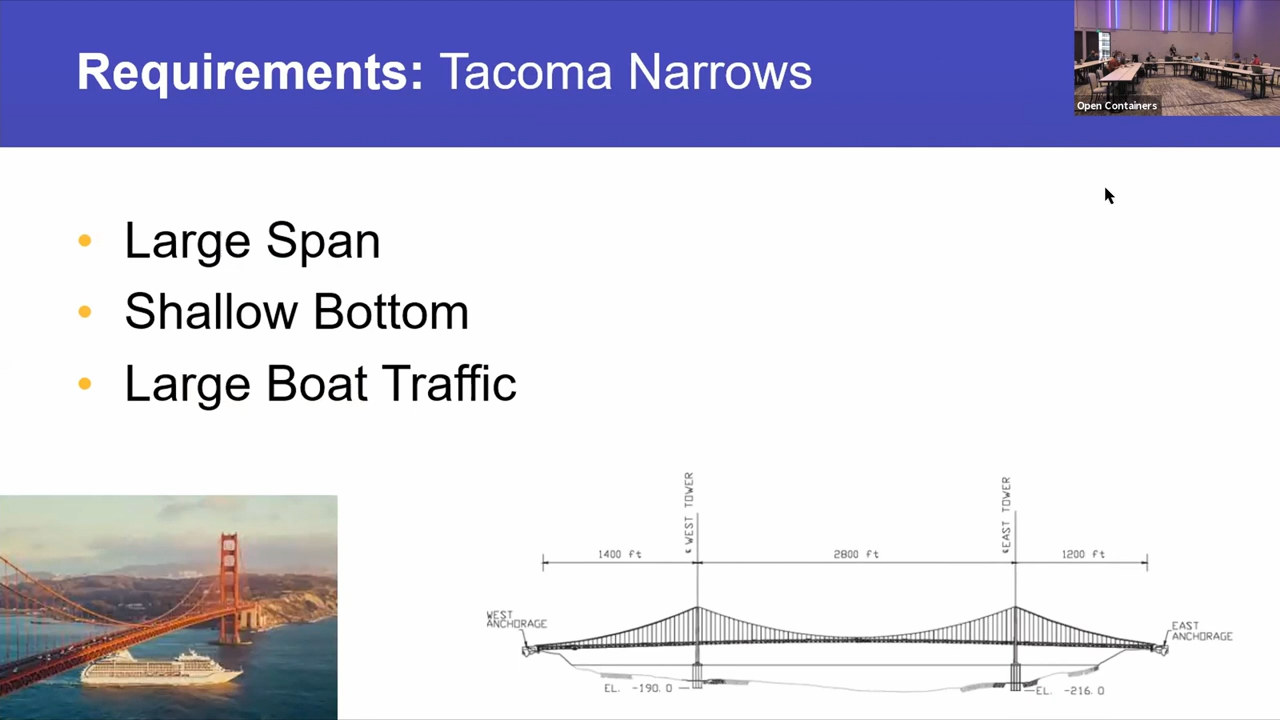 Requirements: Tacoma Narrows
Open Containers
• Large Span
• Shallow Bottom
• Large Boat Traffic
WEST TOWER
EAST TOWER
1400 ft
2800 ft
1200 ft
WEST
ANCHORAGE
EAST
ANCHORAGE
EL. -190.0
EL. -216.0